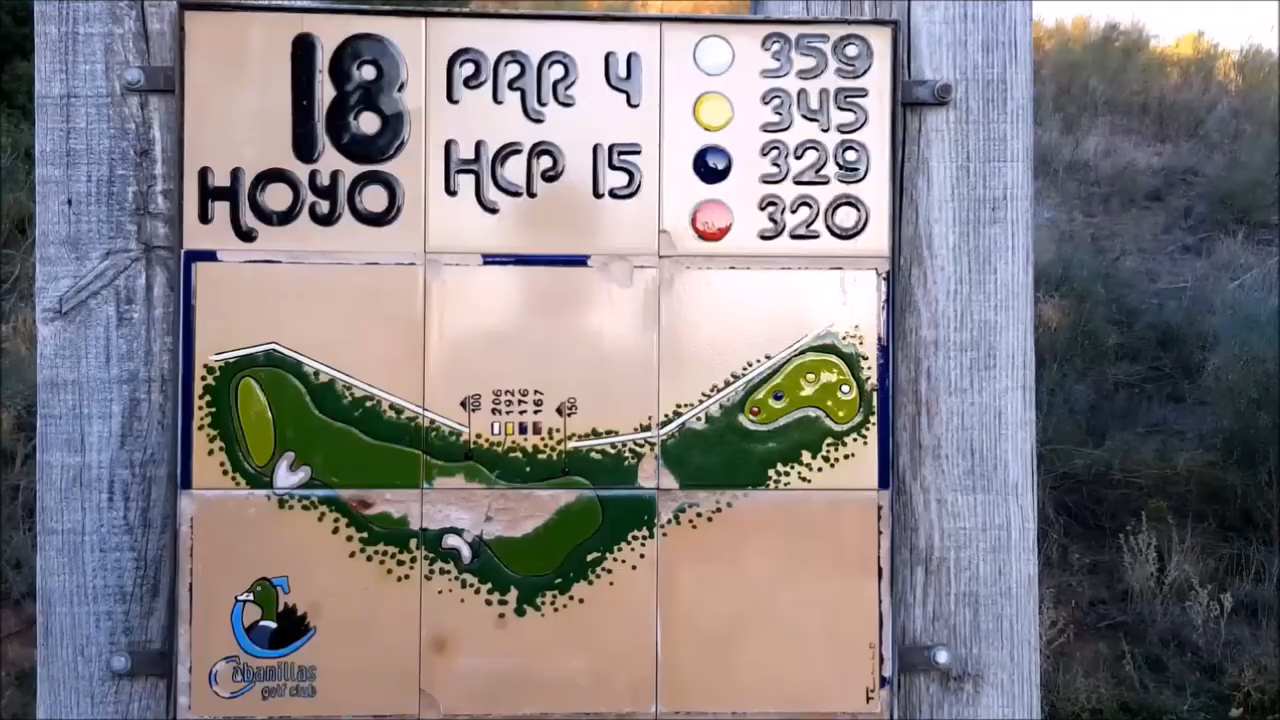 18
HOYO
PAR 4
HCP 15
359
345
329
320
100
206
192
176
167
150
Cabanillas
golf club